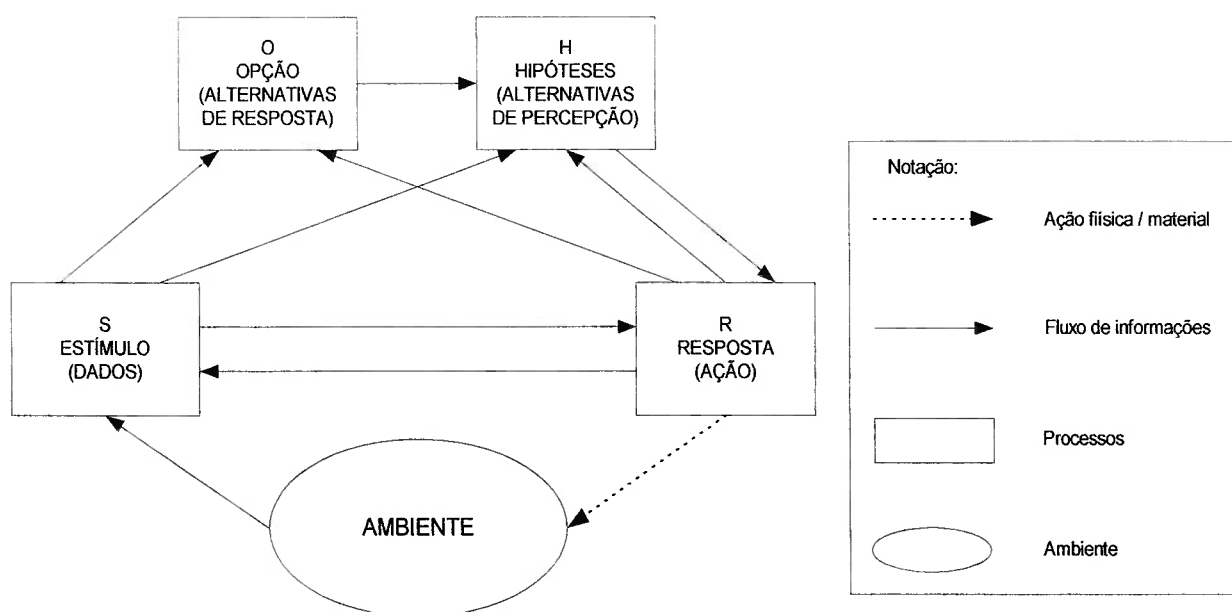 O
OPÇÃO
(ALTERNATIVAS
DE RESPOSTA)
H
HIPÓTESES
(ALTERNATIVAS
DE PERCEPÇÃO)
S
ESTÍMULO
(DADOS)
R
RESPOSTA
(AÇÃO)
AMBIENTE
Notação:
Ação fiísica / material
Fluxo de informações
Processos
Ambiente